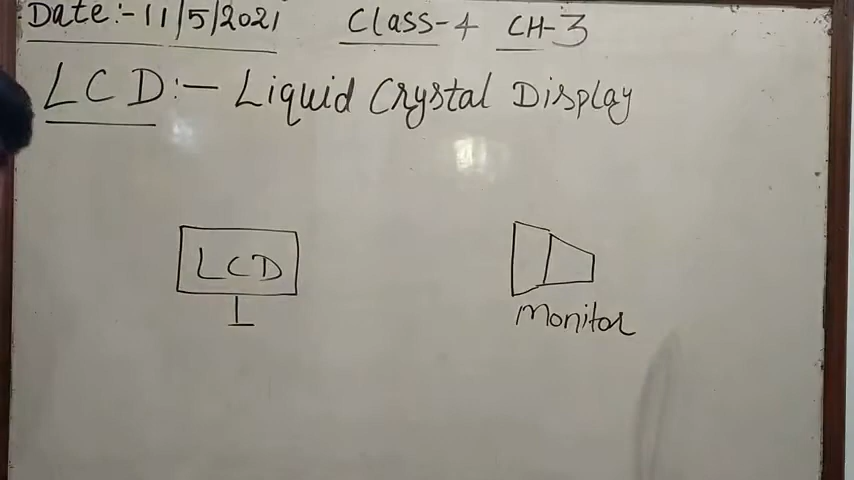 Date:- 11/5/2021 Class-4 CH-3
LCD:- Liquid Crystal Display
LCD
Monitor